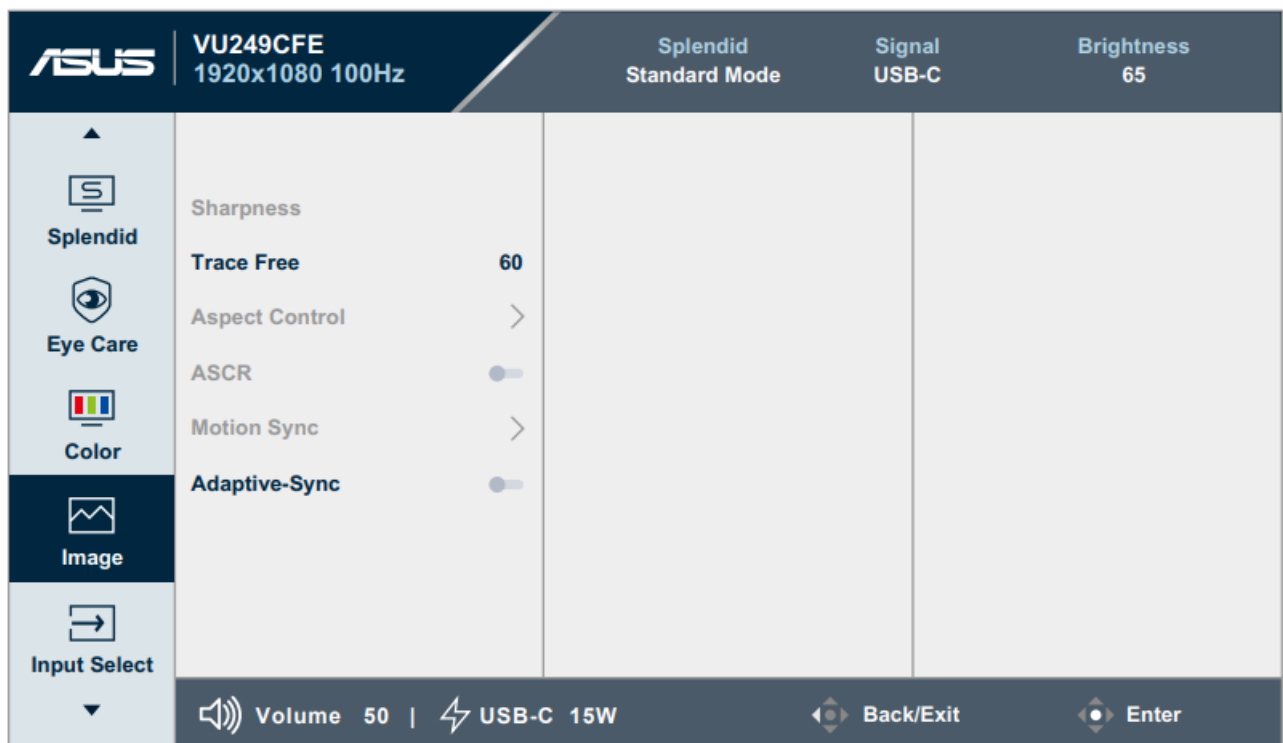 ASUS
VU249CFE
1920x1080 100Hz
Splendid
Standard Mode
Signal
USB-C
Brightness
65
Splendid
Eye Care
Color
Image
Input Select
Sharpness
Trace Free 60
Aspect Control
ASCR
Motion Sync
Adaptive-Sync
Volume 50 | USB-C 15W Back/Exit Enter